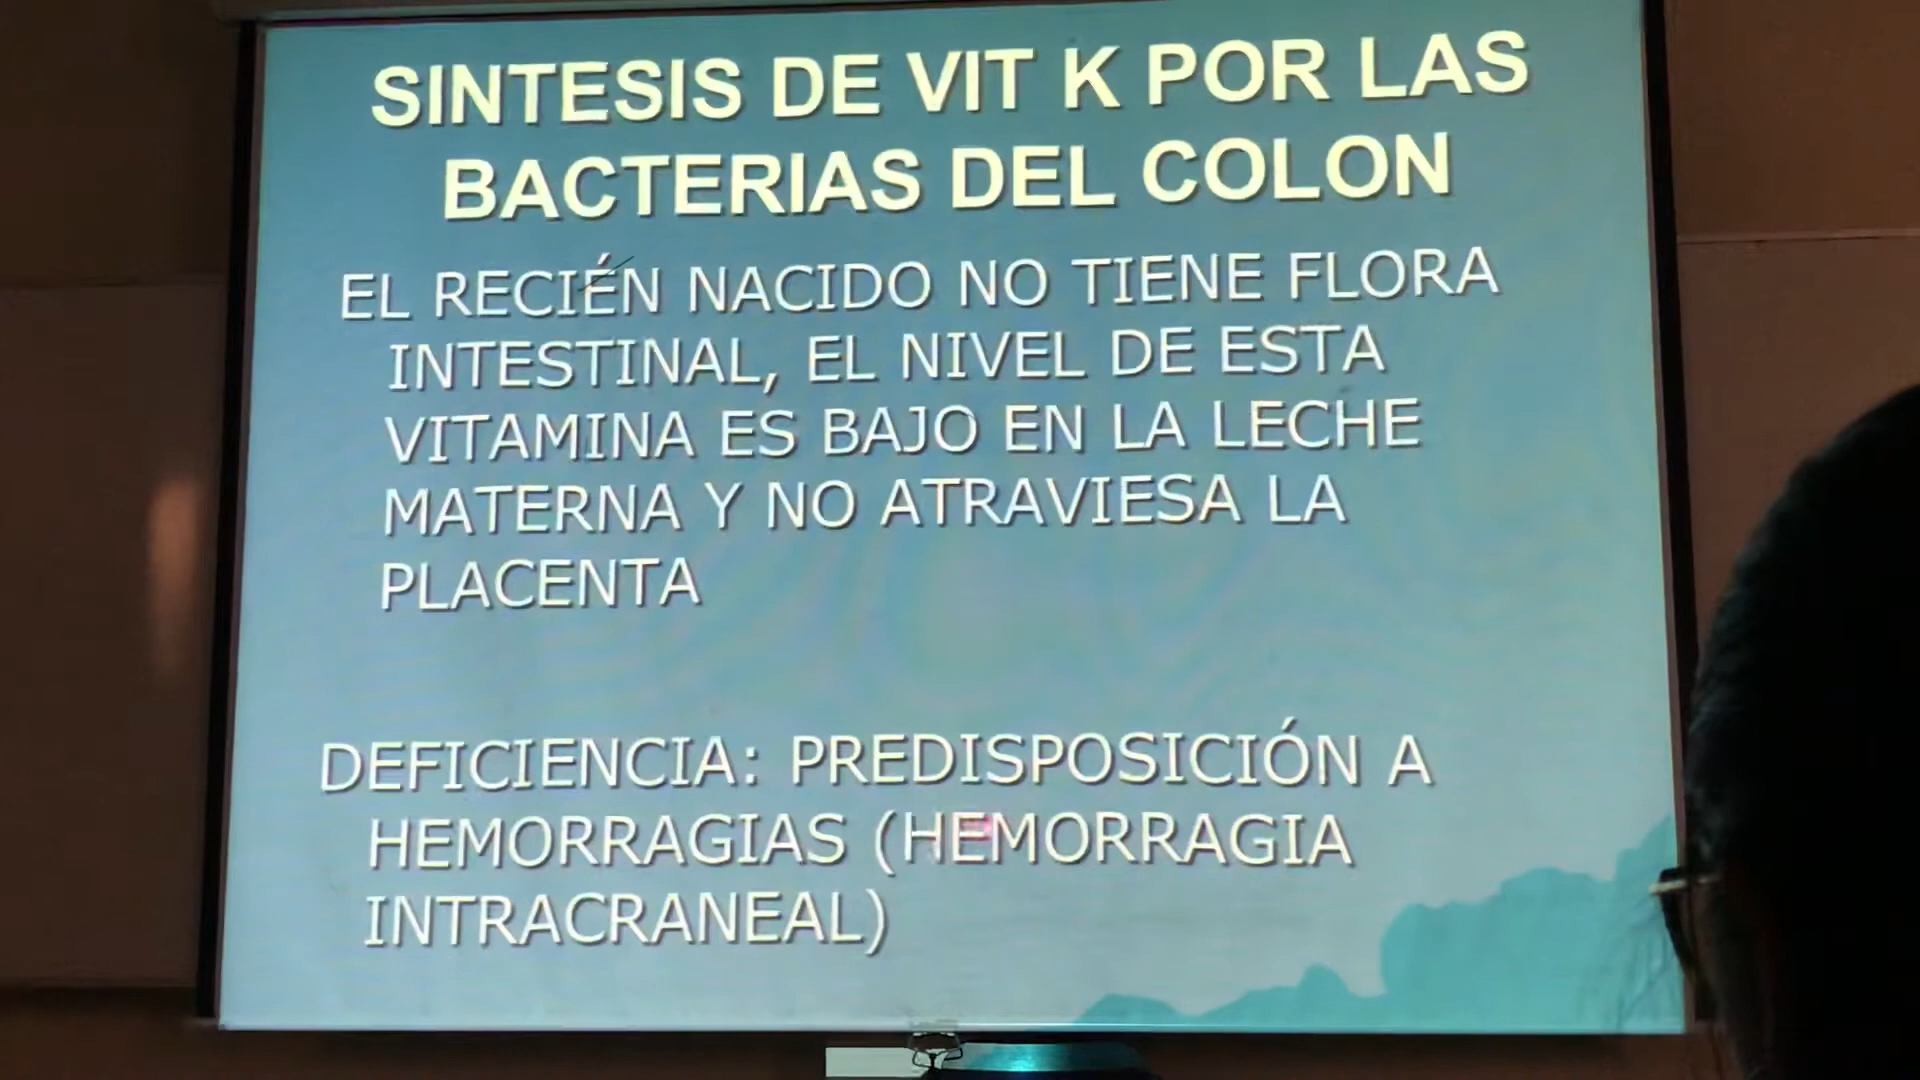 SINTESIS DE VIT K POR LAS
BACTERIAS DEL COLON
EL RECIÉN NACIDO NO TIENE FLORA
INTESTINAL, EL NIVEL DE ESTA
VITAMINA ES BAJO EN LA LECHE
MATERNA Y NO ATRAVIESA LA
PLACENTA
DEFICIENCIA: PREDISPOSICIÓN A
HEMORRAGIAS (HEMORRAGIA
INTRACRANEAL)